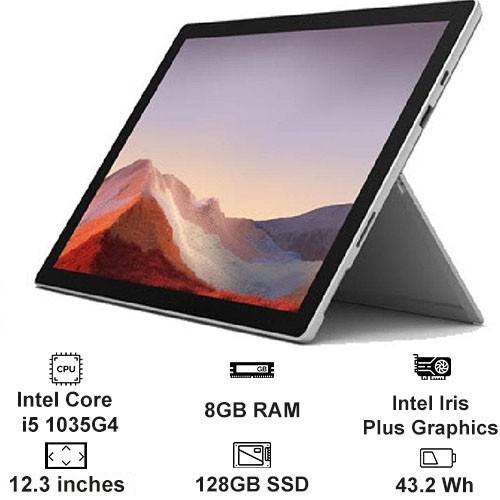 CPU
GB
Intel Core
i5 1035G4
8GB RAM
Intel Iris
Plus Graphics
12.3 inches
128GB SSD
43.2 Wh